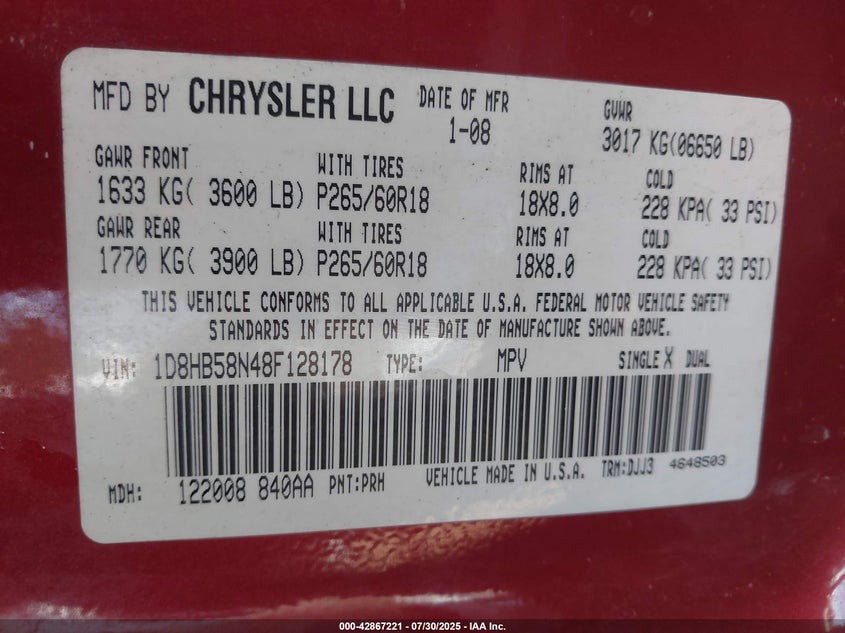 MFD BY CHRYSLER LLC DATE OF MFR 1-08 GVWR 3017 KG(06650 LB)
GAWR FRONT WITH TIRES RIMS AT COLD
1633 KG( 3600 LB) P265/60R18 18X8.0 228 KPA( 33 PSI)
GAWR REAR WITH TIRES RIMS AT COLD
1770 KG( 3900 LB) P265/60R18 18X8.0 228 KPA( 33 PSI)
THIS VEHICLE CONFORMS TO ALL APPLICABLE U.S.A. FEDERAL MOTOR VEHICLE SAFETY
STANDARDS IN EFFECT ON THE DATE OF MANUFACTURE SHOWN ABOVE.
VIN: 1D8HB58N48F128178 TYPE: MPV SINGLE X DUAL
MDH: 122008 840AA PNT:PRH VEHICLE MADE IN U.S.A. TRM:DJJ3 4648503
000-42867221 - 07/30/2025 - IAA Inc.